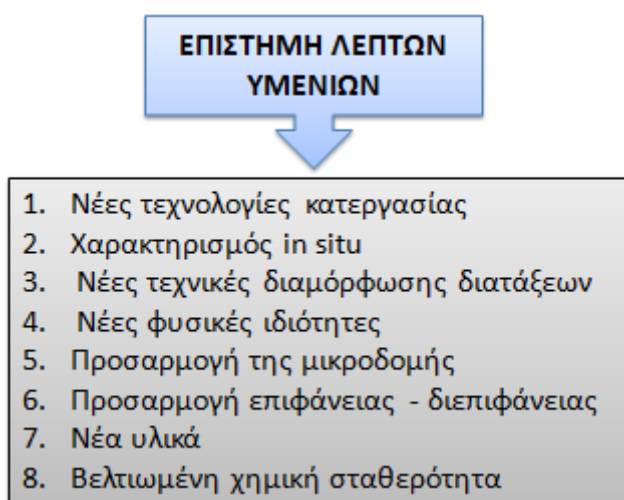 ΕΠΙΣΤΗΜΗ ΛΕΠΤΩΝ
ΥΜΕΝΙΩΝ
1. Νέες τεχνολογίες κατεργασίας
2. Χαρακτηρισμός in situ
3. Νέες τεχνικές διαμόρφωσης διατάξεων
4. Νέες φυσικές ιδιότητες
5. Προσαρμογή της μικροδομής
6. Προσαρμογή επιφάνειας - διεπιφάνειας
7. Νέα υλικά
8. Βελτιωμένη χημική σταθερότητα